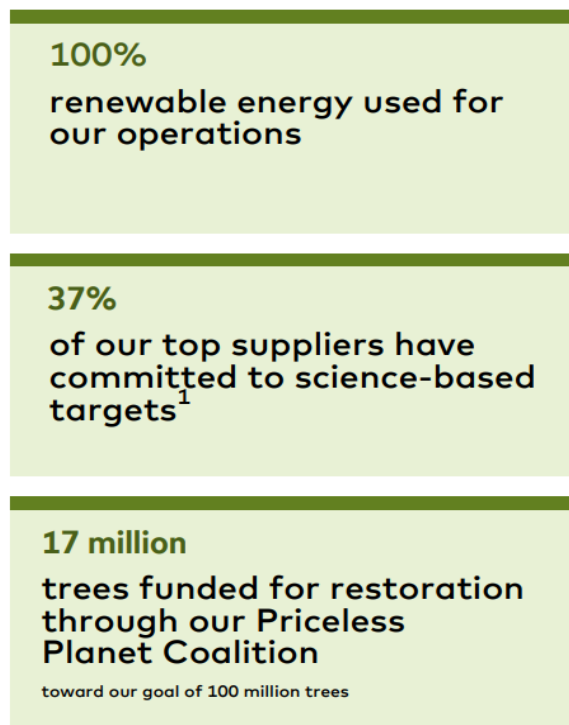 100%
renewable energy used for
our operations
37%
of our top suppliers have
committed to science-based
targets¹
17 million
trees funded for restoration
through our Priceless
Planet Coalition
toward our goal of 100 million trees